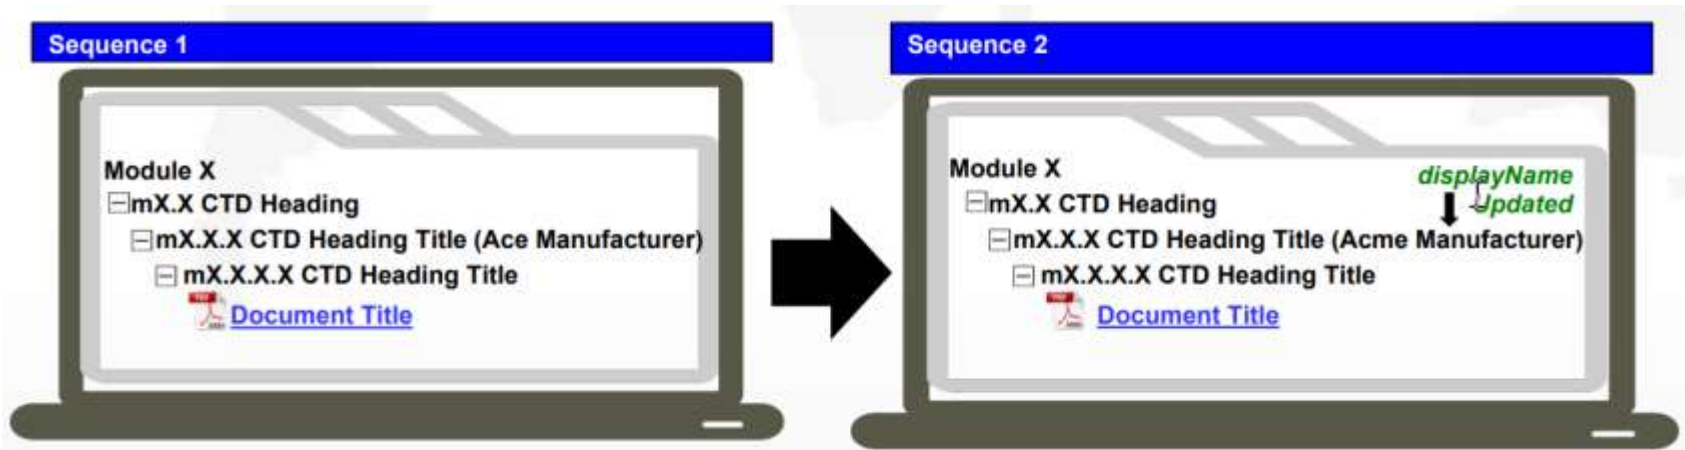 Sequence 1
Module X
mX.X CTD Heading
mX.X.X CTD Heading Title (Ace Manufacturer)
mX.X.X.X CTD Heading Title
Document Title
Sequence 2
Module X
displayName
Updated
mX.X CTD Heading
mX.X.X CTD Heading Title (Acme Manufacturer)
mX.X.X.X CTD Heading Title
Document Title